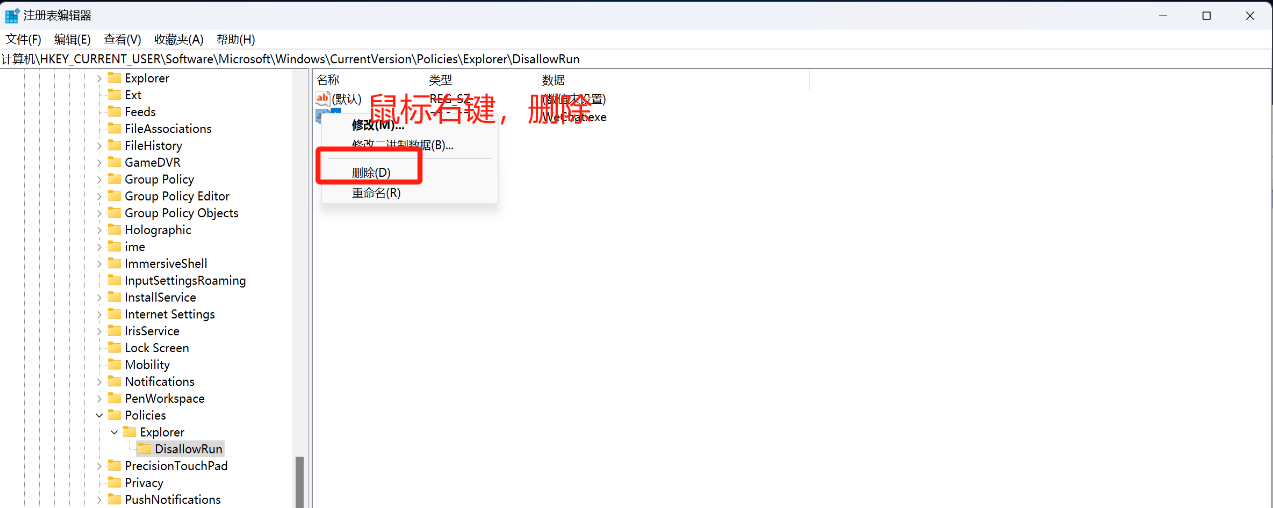 注册表编辑器
文件(F) 编辑(E) 查看(V) 收藏夹(A) 帮助(H)
计算机\HKEY_CURRENT_USER\Software\Microsoft\Windows\CurrentVersion\Policies\Explorer\DisallowRun
Explorer
Ext
Feeds
FileAssociations
FileHistory
GameDVR
Group Policy
Group Policy Editor
Group Policy Objects
Holographic
ime
ImmersiveShell
InputSettingsRoaming
InstallService
Internet Settings
IrisService
Lock Screen
Mobility
Notifications
PenWorkspace
Policies
Explorer
DisallowRun
PrecisionTouchPad
Privacy
PushNotifications
名称 类型 数据
ab (默认) REG_SZ (数值未设置)
WeChat.exe
鼠标右键，删除
修改(M)...
修改二进制数据(B)...
删除(D)
重命名(R)